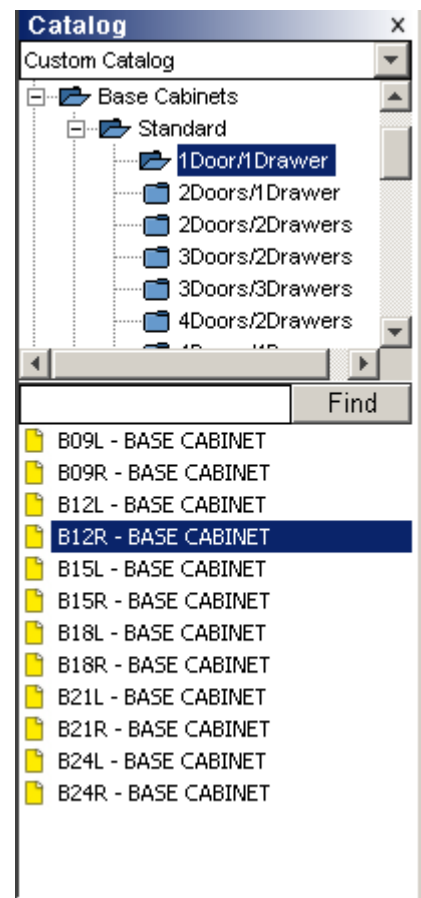 Catalog x
Custom Catalog
Base Cabinets
Standard
1Door/1Drawer
2Doors/1Drawer
2Doors/2Drawers
3Doors/2Drawers
3Doors/3Drawers
4Doors/2Drawers
Find
B09L - BASE CABINET
B09R - BASE CABINET
B12L - BASE CABINET
B12R - BASE CABINET
B15L - BASE CABINET
B15R - BASE CABINET
B18L - BASE CABINET
B18R - BASE CABINET
B21L - BASE CABINET
B21R - BASE CABINET
B24L - BASE CABINET
B24R - BASE CABINET